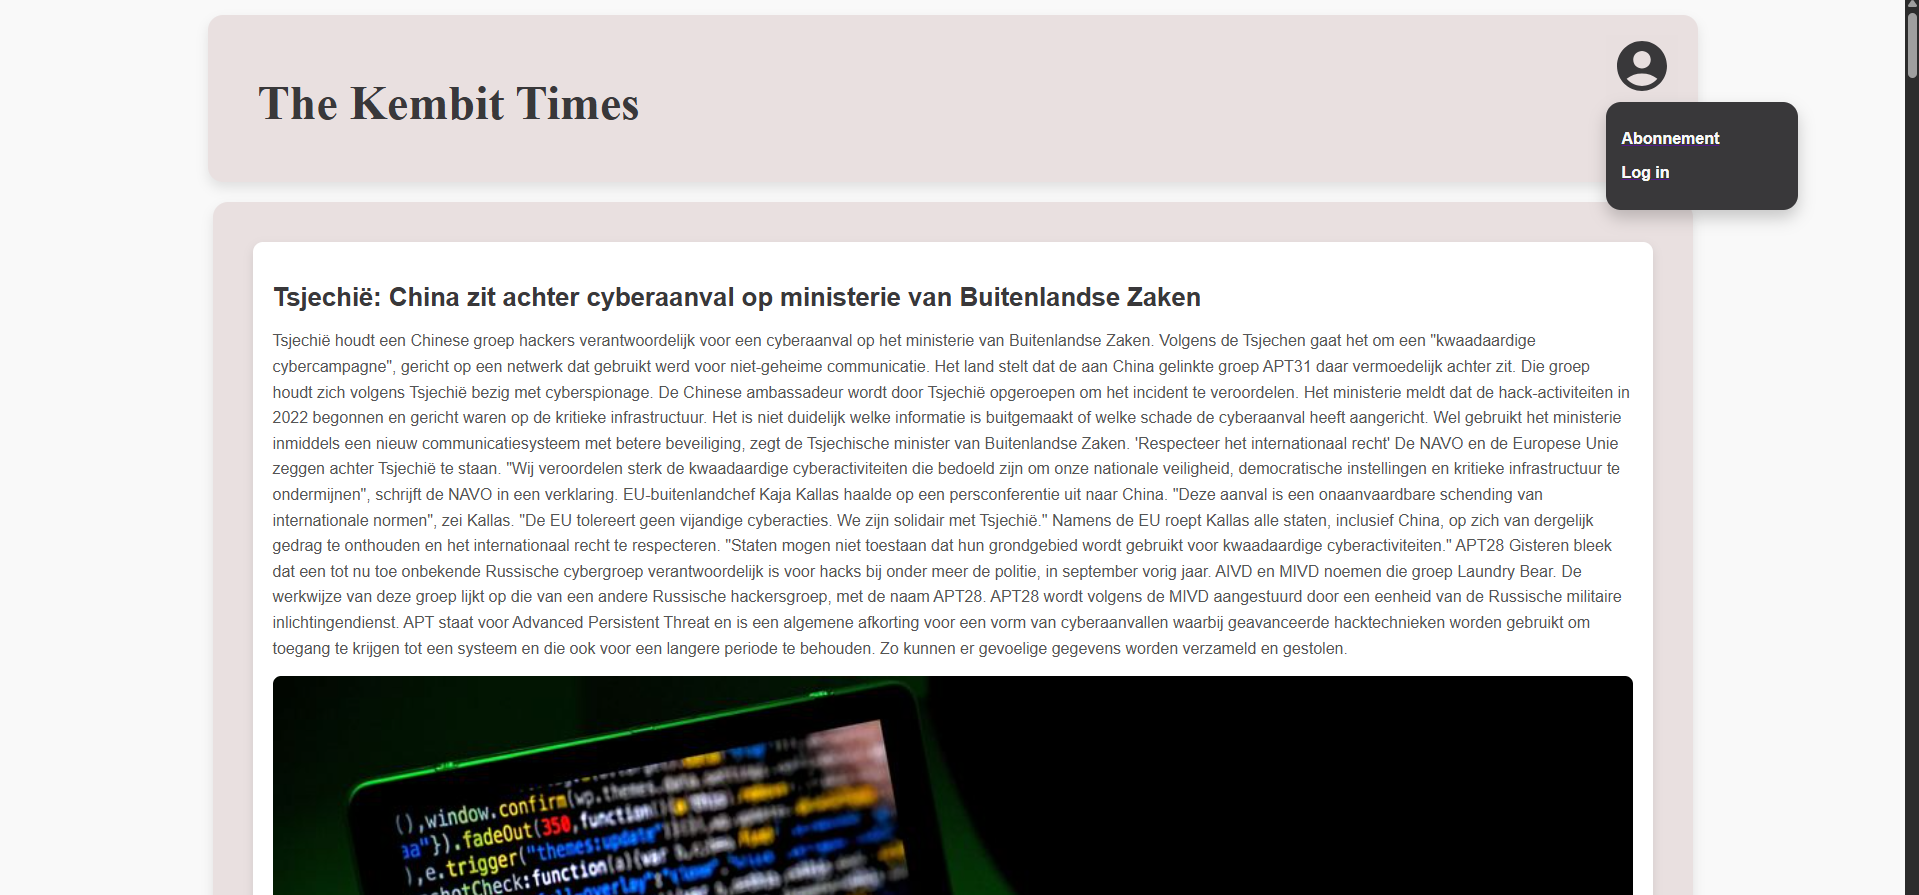 The Kembit Times
Abonnement
Log in
Tsjechië: China zit achter cyberaanval op ministerie van Buitenlandse Zaken
Tsjechië houdt een Chinese groep hackers verantwoordelijk voor een cyberaanval op het ministerie van Buitenlandse Zaken. Volgens de Tsjechen gaat het om een "kwaadaardige
cybercampagne", gericht op een netwerk dat gebruikt werd voor niet-geheime communicatie. Het land stelt dat de aan China gelinkte groep APT31 daar vermoedelijk achter zit. Die groep
houdt zich volgens Tsjechië bezig met cyberspionage. De Chinese ambassadeur wordt door Tsjechië opgeroepen om het incident te veroordelen. Het ministerie meldt dat de hack-activiteiten in
2022 begonnen en gericht waren op de kritieke infrastructuur. Het is niet duidelijk welke informatie is buitgemaakt of welke schade de cyberaanval heeft aangericht. Wel gebruikt het ministerie
inmiddels een nieuw communicatiesysteem met betere beveiliging, zegt de Tsjechische minister van Buitenlandse Zaken. 'Respecteer het internationaal recht' De NAVO en de Europese Unie
zeggen achter Tsjechië te staan. "Wij veroordelen sterk de kwaadaardige cyberactiviteiten die bedoeld zijn om onze nationale veiligheid, democratische instellingen en kritieke infrastructuur te
ondermijnen", schrijft de NAVO in een verklaring. EU-buitenlandchef Kaja Kallas haalde op een persconferentie uit naar China. "Deze aanval is een onaanvaardbare schending van
internationale normen", zei Kallas. "De EU tolereert geen vijandige cyberacties. We zijn solidair met Tsjechië." Namens de EU roept Kallas alle staten, inclusief China, op zich van dergelijk
gedrag te onthouden en het internationaal recht te respecteren. "Staten mogen niet toestaan dat hun grondgebied wordt gebruikt voor kwaadaardige cyberactiviteiten." APT28 Gisteren bleek
dat een tot nu toe onbekende Russische cybergroep verantwoordelijk is voor hacks bij onder meer de politie, in september vorig jaar. AIVD en MIVD noemen die groep Laundry Bear. De
werkwijze van deze groep lijkt op die van een andere Russische hackersgroep, met de naam APT28. APT28 wordt volgens de MIVD aangestuurd door een eenheid van de Russische militaire
inlichtingendienst. APT staat voor Advanced Persistent Threat en is een algemene afkorting voor een vorm van cyberaanvallen waarbij geavanceerde hacktechnieken worden gebruikt om
toegang te krijgen tot een systeem en die ook voor een langere periode te behouden. Zo kunnen er gevoelige gegevens worden verzameld en gestolen.
(),window.confirm(wp.themes.data.settings
aa"}).fadeOut(350,function(
),e.trigger("themes:update")
hotCheck:function(a){var